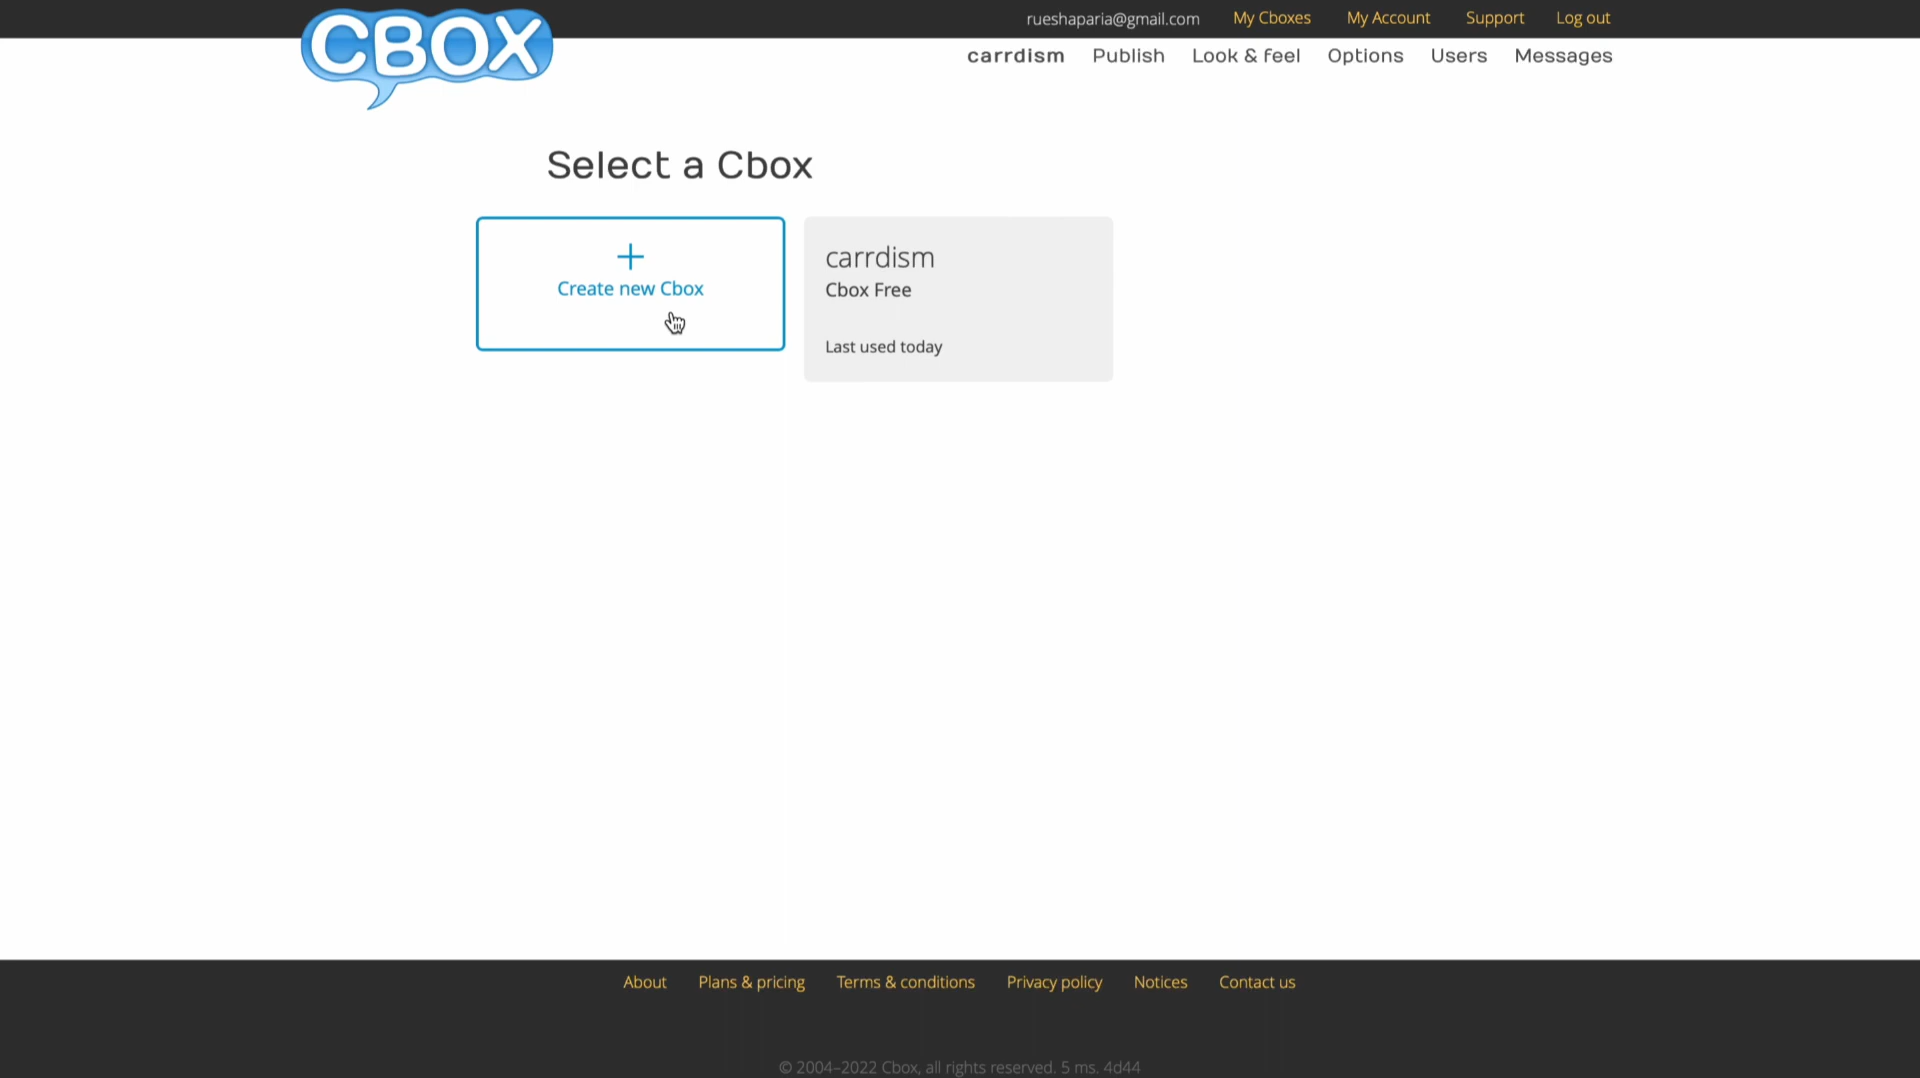 CBOX
rueshaparia@gmail.com My Cboxes My Account Support Log out
carrdism Publish Look & feel Options Users Messages
Select a Cbox
Create new Cbox
carrdism
Cbox Free
Last used today
About Plans & pricing Terms & conditions Privacy policy Notices Contact us
© 2004–2022 Cbox, all rights reserved. 5 ms. 4d44